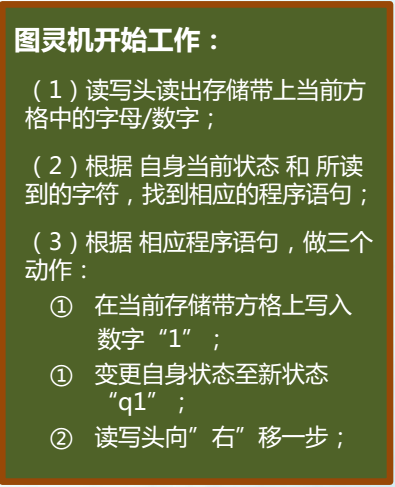 图灵机开始工作：
（1）读写头读出存储带上当前方
格中的字母/数字；
（2）根据 自身当前状态 和 所读
到的字符，找到相应的程序语句；
（3）根据 相应程序语句，做三个
动作：
① 在当前存储带方格上写入
数字“1”；
① 变更自身状态至新状态
“q1”；
② 读写头向”右”移一步；